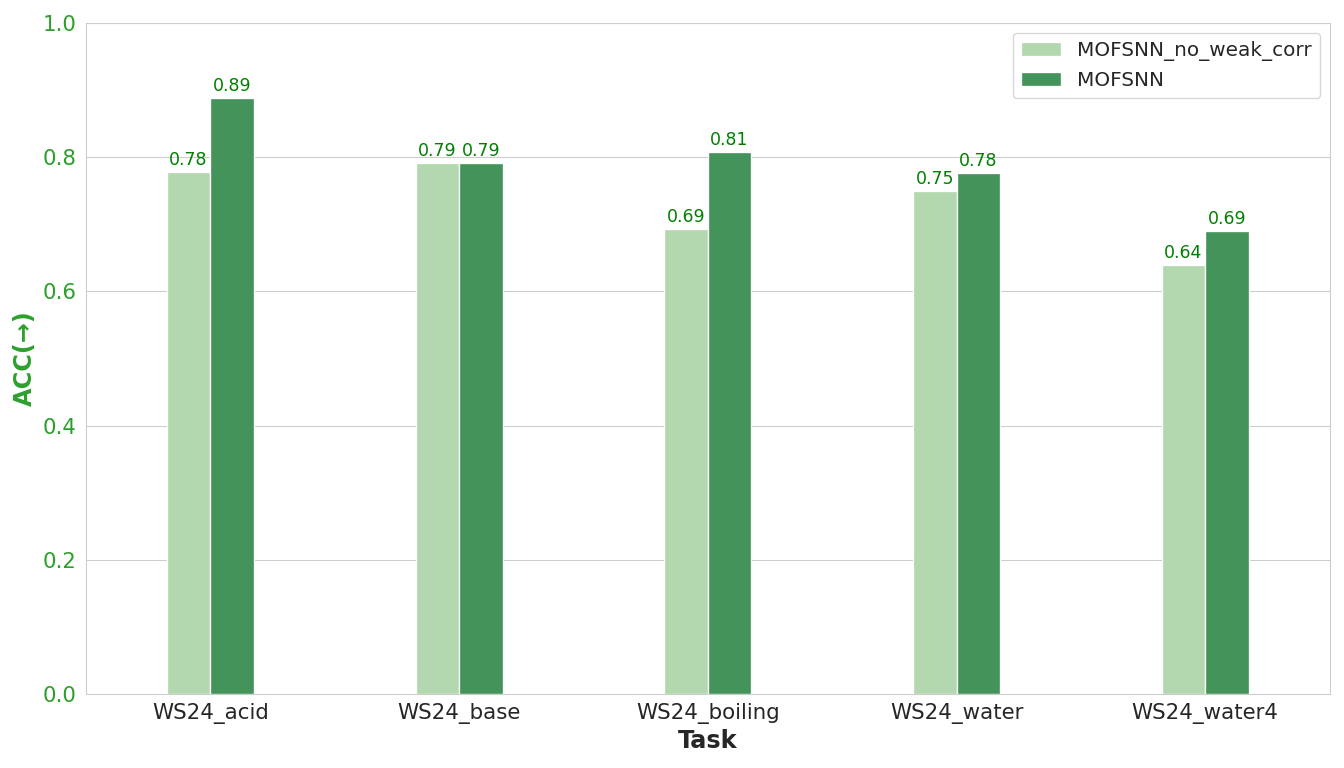 1.0
0.8
0.6
0.4
0.2
0.0
ACC(→)
MOFSNN_no_weak_corr
MOFSNN
0.78
0.89
0.79
0.79
0.69
0.81
0.75
0.78
0.64
0.69
WS24_acid
WS24_base
WS24_boiling
WS24_water
WS24_water4
Task